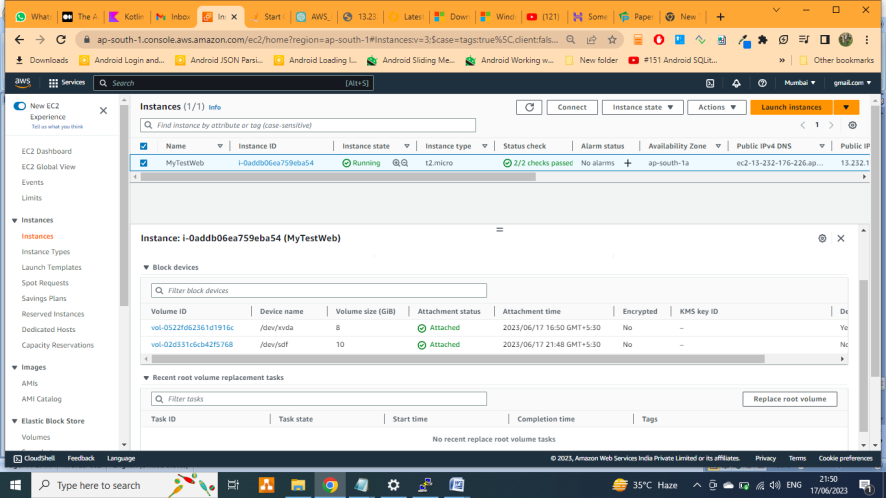 What:
The A
Kotlin
Inbox
In:
Start
AWS_
13.23.
Latest
Down
Wind
(121)
Some
Pape
New
ap-south-1.console.aws.amazon.com/ec2/home?region=ap-south-1#Instances:v=3;$case=tags:true%5C,client:fals...
Downloads
Android Login and...
Android JSON Parsi...
Android Loading I...
Android Sliding Me...
Android Working w...
New folder
#151 Android SQLit...
»
Other bookmarks
aws
Services
Search
[Alt+S]
Mumbai
gmail.com
New EC2 Experience
Tell us what you think
EC2 Dashboard
EC2 Global View
Events
Limits
Instances
Instances
Instance Types
Launch Templates
Spot Requests
Savings Plans
Reserved Instances
Dedicated Hosts
Capacity Reservations
Images
AMIs
AMI Catalog
Elastic Block Store
Volumes
Instances (1/1) Info
Connect
Instance state
Actions
Launch instances
Find instance by attribute or tag (case-sensitive)
1
Name Instance ID Instance state Instance type Status check Alarm status Availability Zone Public IPv4 DNS Public IP
MyTestWeb i-0addb06ea759eba54 Running t2.micro 2/2 checks passed No alarms + ap-south-1a ec2-13-232-176-226.ap... 13.232.1
Instance: i-0addb06ea759eba54 (MyTestWeb)
Block devices
Filter block devices
Volume ID Device name Volume size (GiB) Attachment status Attachment time Encrypted KMS key ID De
vol-0522fd62361d1916c /dev/xvda 8 Attached 2023/06/17 16:50 GMT+5:30 No – Ye
vol-02d331c6cb42f5768 /dev/sdf 10 Attached 2023/06/17 21:48 GMT+5:30 No – No
Recent root volume replacement tasks
Filter tasks
Replace root volume
Task ID Task state Start time Completion time Tags
No recent replace root volume tasks
CloudShell Feedback Language © 2023, Amazon Web Services India Private Limited or its affiliates. Privacy Terms Cookie preferences
Type here to search
35°C Haze
ENG
21:50
17/06/2023
1